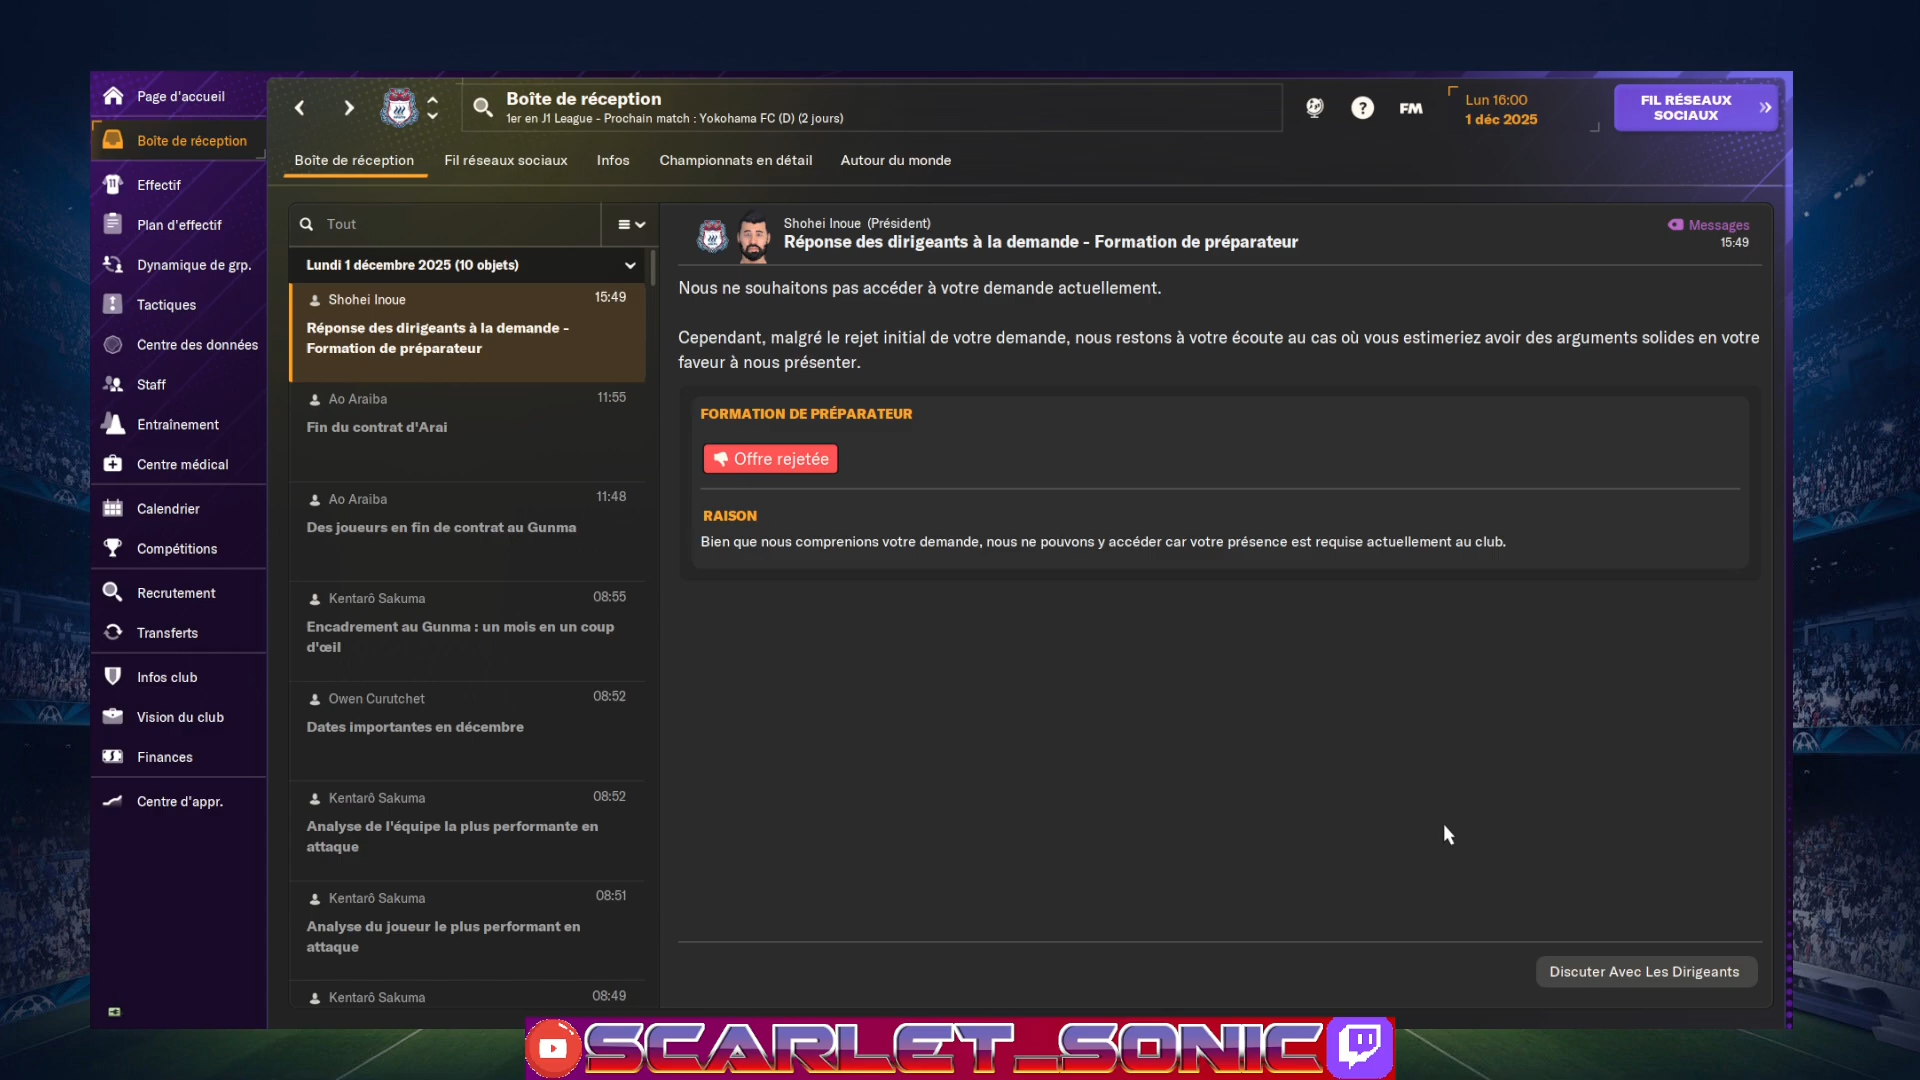 Page d'accueil
Boîte de réception
Effectif
Plan d'effectif
Dynamique de grp.
Tactiques
Centre des données
Staff
Entraînement
Centre médical
Calendrier
Compétitions
Recrutement
Transferts
Infos club
Vision du club
Finances
Centre d'appr.
Boîte de réception
1er en J1 League - Prochain match : Yokohama FC (D) (2 jours)
?
FM
Lun 16:00
1 déc 2025
FIL RÉSEAUX
SOCIAUX
Boîte de réception Fil réseaux sociaux Infos Championnats en détail Autour du monde
Tout
Lundi 1 décembre 2025 (10 objets)
Shohei Inoue 15:49
Réponse des dirigeants à la demande -
Formation de préparateur
Ao Araiba 11:55
Fin du contrat d'Arai
Ao Araiba 11:48
Des joueurs en fin de contrat au Gunma
Kentarô Sakuma 08:55
Encadrement au Gunma : un mois en un coup
d'œil
Owen Curutchet 08:52
Dates importantes en décembre
Kentarô Sakuma 08:52
Analyse de l'équipe la plus performante en
attaque
Kentarô Sakuma 08:51
Analyse du joueur le plus performant en
attaque
Kentarô Sakuma 08:49
Shohei Inoue (Président)
Réponse des dirigeants à la demande - Formation de préparateur
Messages
15:49
Nous ne souhaitons pas accéder à votre demande actuellement.
Cependant, malgré le rejet initial de votre demande, nous restons à votre écoute au cas où vous estimeriez avoir des arguments solides en votre
faveur à nous présenter.
FORMATION DE PRÉPARATEUR
Offre rejetée
RAISON
Bien que nous comprenions votre demande, nous ne pouvons y accéder car votre présence est requise actuellement au club.
Discuter Avec Les Dirigeants
SCARLET_SONIC